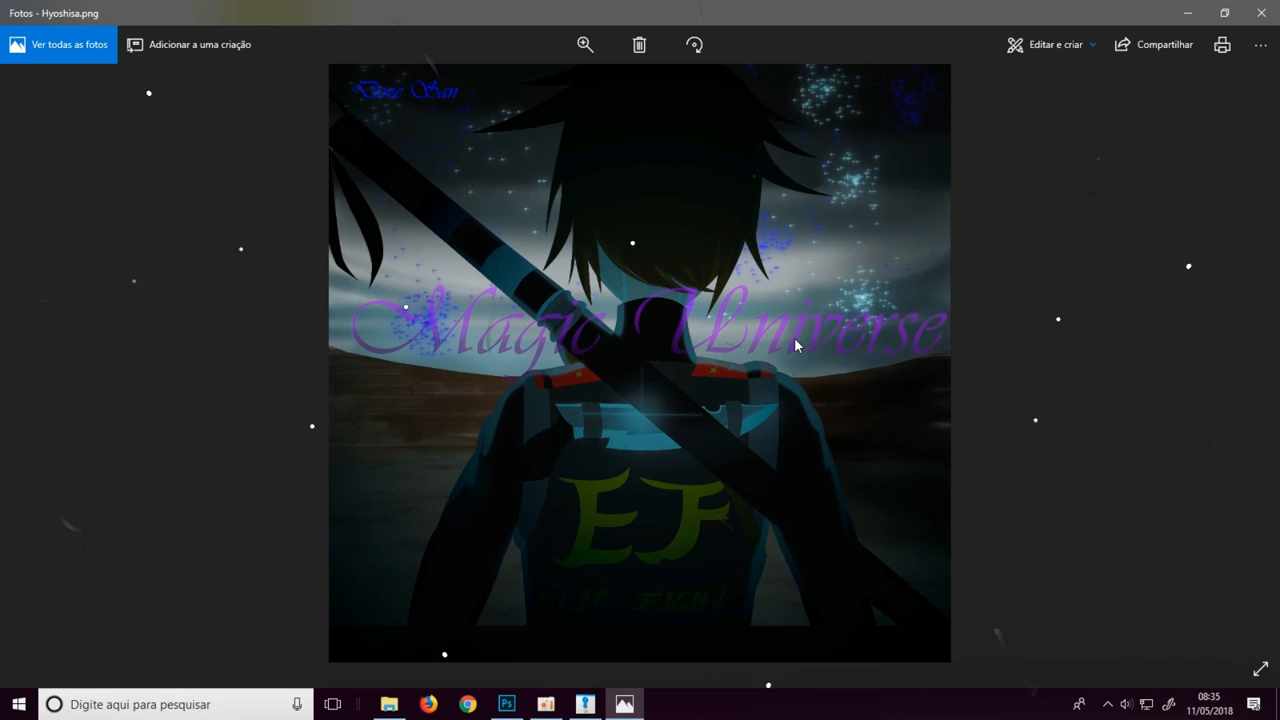 Fotos - Hyoshisa.png
Ver todas as fotos
Adicionar a uma criação
Editar e criar
Compartilhar
Doze San
Magic Universe
EF
Digite aqui para pesquisar
Ps
08:35
11/05/2018